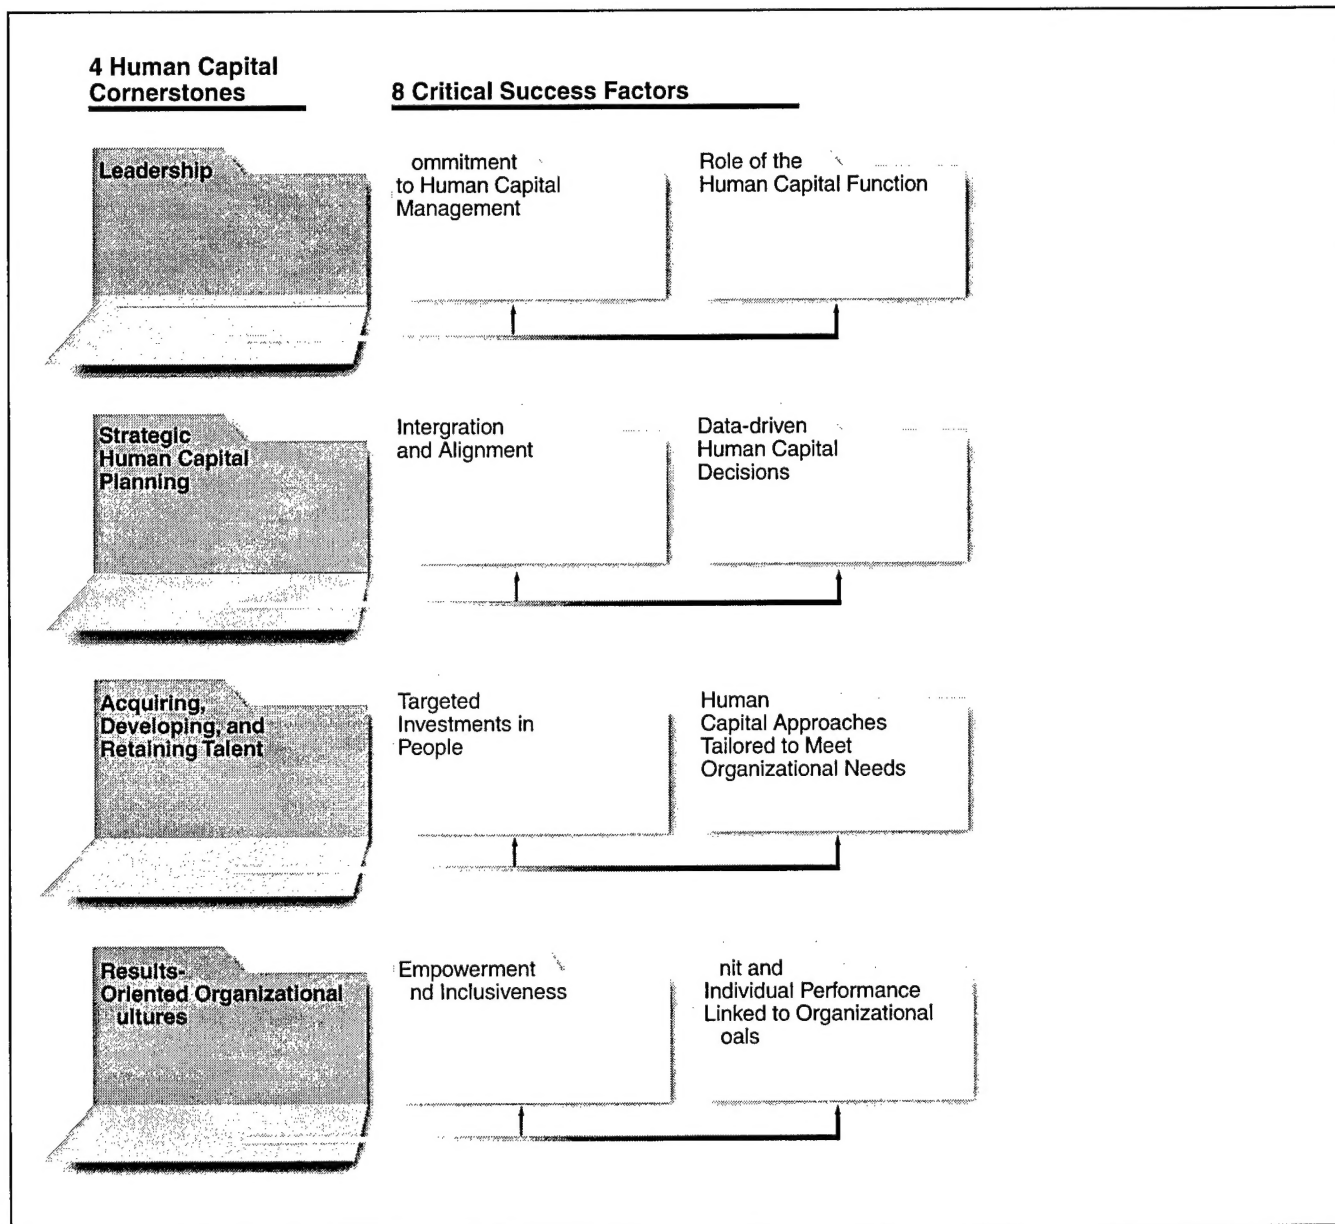 4 Human Capital
Cornerstones
8 Critical Success Factors
Leadership
ommitment
to Human Capital
Management
Role of the
Human Capital Function
Strategic
Human Capital
Planning
Intergration
and Alignment
Data-driven
Human Capital
Decisions
Acquiring,
Developing, and
Retaining Talent
Targeted
Investments in
People
Human
Capital Approaches
Tailored to Meet
Organizational Needs
Results-
Oriented Organizational
ultures
Empowerment
nd Inclusiveness
nit and
Individual Performance
Linked to Organizational
oals